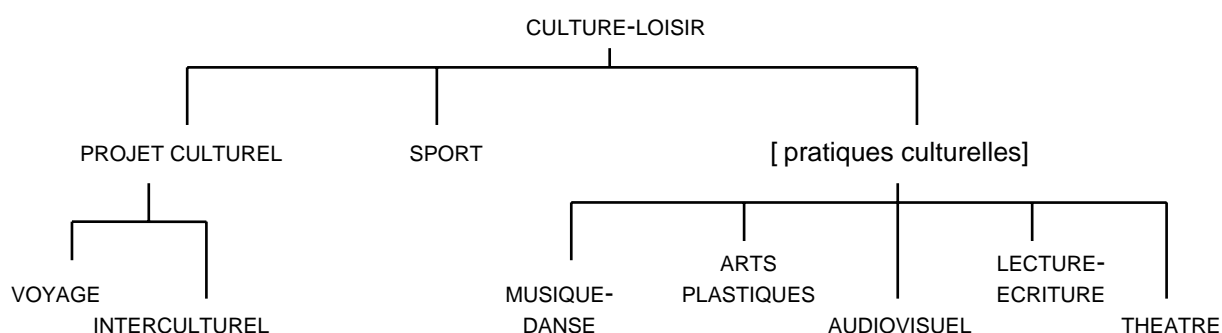 CULTURE-LOISIR
PROJET CULTUREL
SPORT
[ pratiques culturelles]
VOYAGE
INTERCULTUREL
MUSIQUE-
DANSE
ARTS
PLASTIQUES
AUDIOVISUEL
LECTURE-
ECRITURE
THEATRE